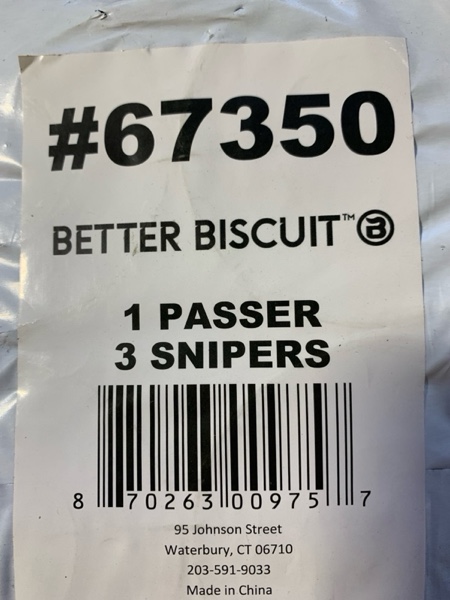 #67350
BETTER BISCUIT™ B
1 PASSER
3 SNIPERS
8 70263 00975 7
95 Johnson Street
Waterbury, CT 06710
203-591-9033
Made in China